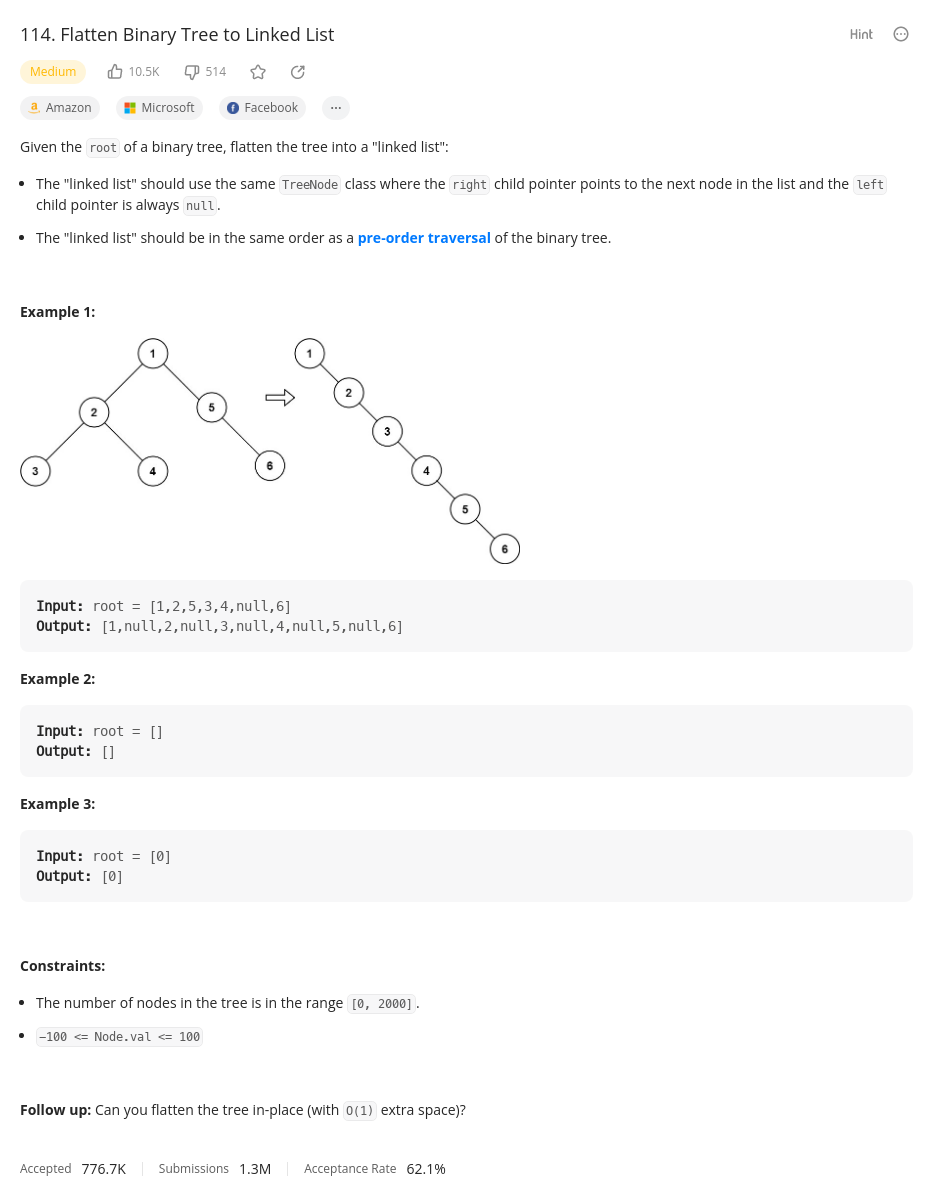 114. Flatten Binary Tree to Linked List
Hint
Medium 10.5K 514
Amazon Microsoft Facebook ...
Given the root of a binary tree, flatten the tree into a "linked list":
• The "linked list" should use the same TreeNode class where the right child pointer points to the next node in the list and the left
child pointer is always null.
• The "linked list" should be in the same order as a pre-order traversal of the binary tree.
Example 1:
1 1
2 5 2
3 4 6 3
4
5
6
Input: root = [1,2,5,3,4,null,6]
Output: [1,null,2,null,3,null,4,null,5,null,6]
Example 2:
Input: root = []
Output: []
Example 3:
Input: root = [0]
Output: [0]
Constraints:
• The number of nodes in the tree is in the range [0, 2000].
• -100 <= Node.val <= 100
Follow up: Can you flatten the tree in-place (with O(1) extra space)?
Accepted 776.7K Submissions 1.3M Acceptance Rate 62.1%